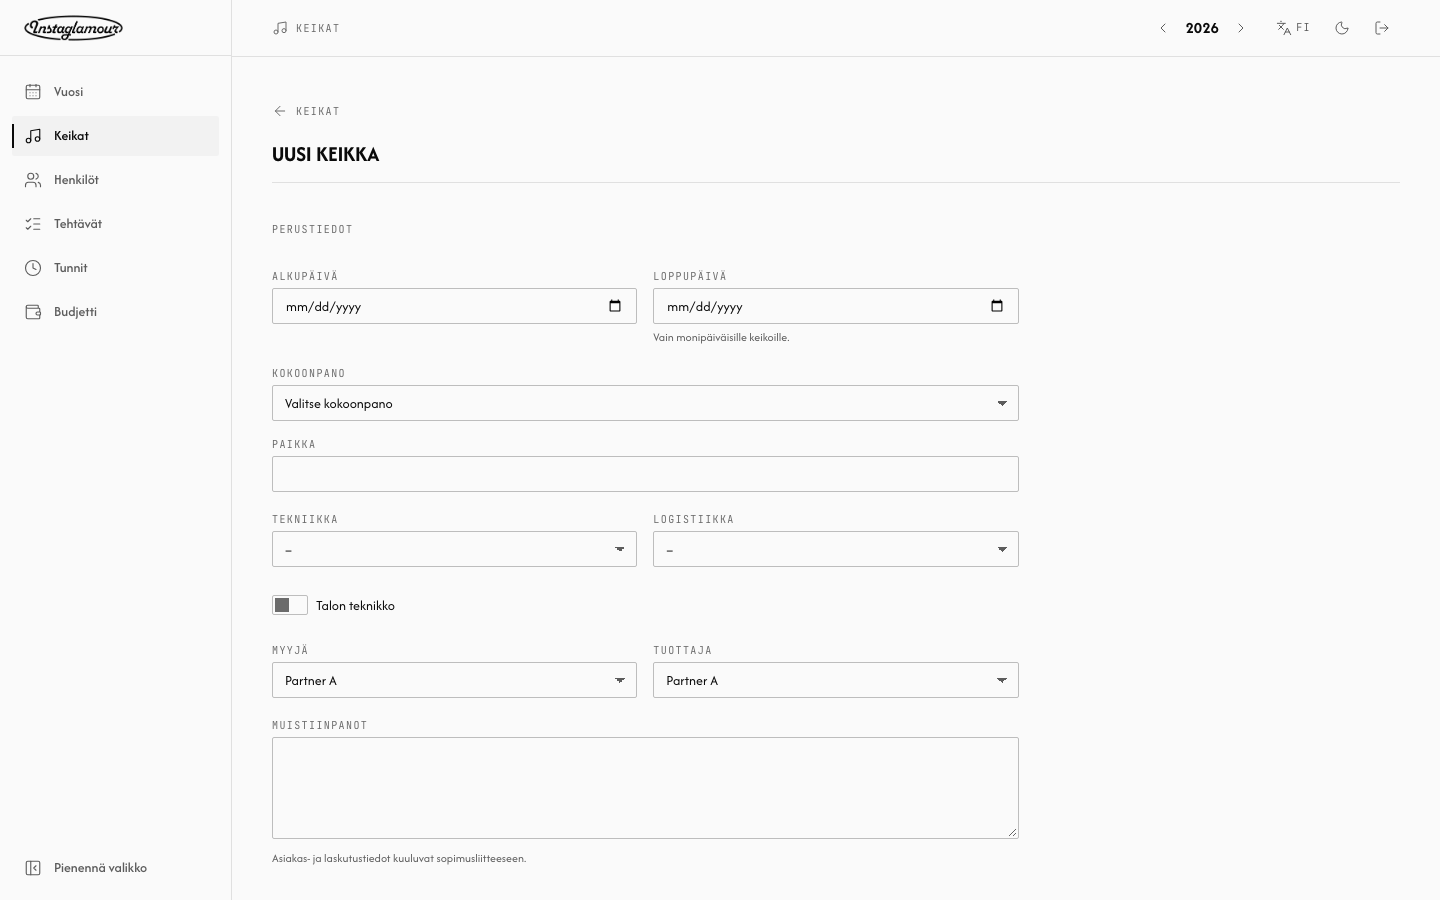 Instaglamour
KEIKAT
2026
FI
Vuosi
Keikat
Henkilöt
Tehtävät
Tunnit
Budjetti
Pienennä valikko
KEIKAT
UUSI KEIKKA
PERUSTIEDOT
ALKUPÄIVÄ
LOPPUPÄIVÄ
mm/dd/yyyy
mm/dd/yyyy
Vain monipäiväisille keikoille.
KOKOONPANO
Valitse kokoonpano
PAIKKA
TEKNIIKKA
LOGISTIIKKA
–
–
Talon teknikko
MYYJÄ
TUOTTAJA
Partner A
Partner A
MUISTIINPANOT
Asiakas- ja laskutustiedot kuuluvat sopimusliitteeseen.